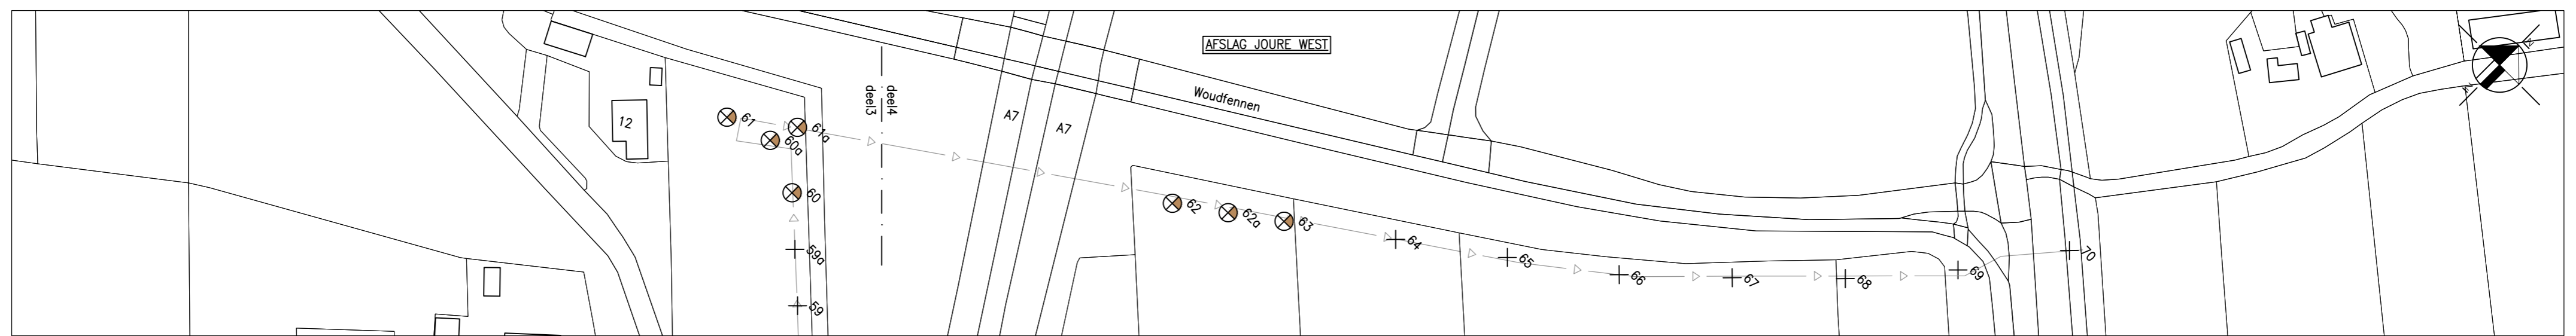 AFSLAG JOURE WEST
Woudfennen
A7
A7
deel4
deel3
12
61
61a
60a
60
59a
59
62
62a
63
64
65
66
67
68
69
70